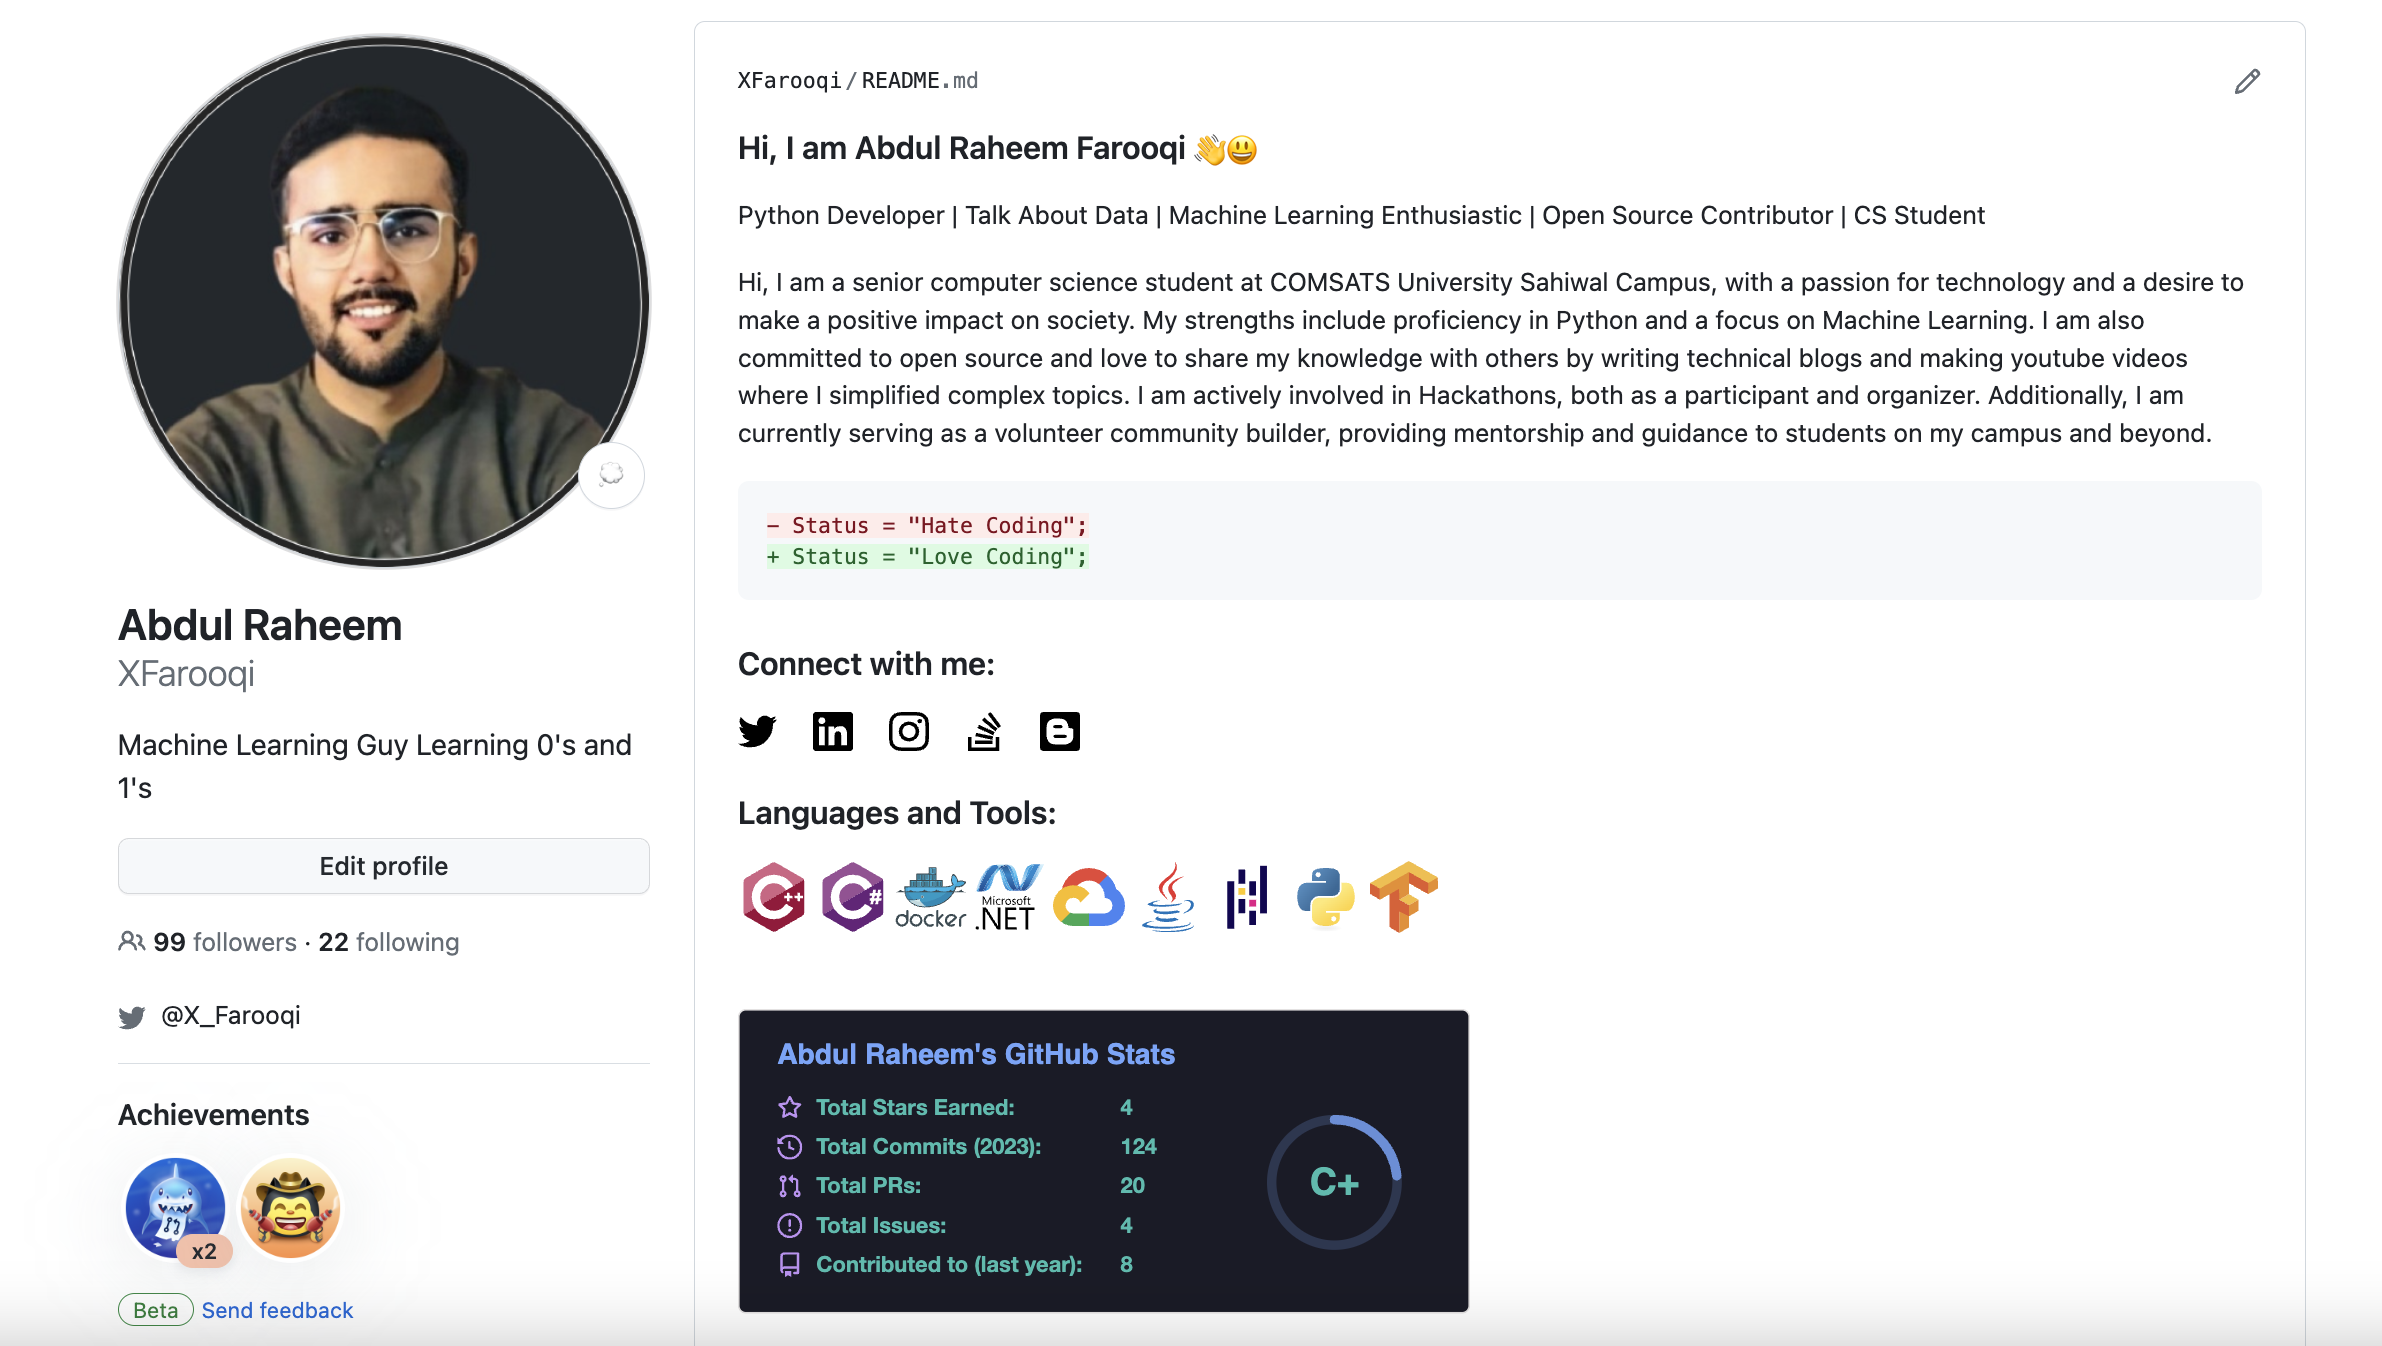 XFarooqi/README.md
Hi, I am Abdul Raheem Farooqi 👋😃
Python Developer | Talk About Data | Machine Learning Enthusiastic | Open Source Contributor | CS Student
Hi, I am a senior computer science student at COMSATS University Sahiwal Campus, with a passion for technology and a desire to
make a positive impact on society. My strengths include proficiency in Python and a focus on Machine Learning. I am also
committed to open source and love to share my knowledge with others by writing technical blogs and making youtube videos
where I simplified complex topics. I am actively involved in Hackathons, both as a participant and organizer. Additionally, I am
currently serving as a volunteer community builder, providing mentorship and guidance to students on my campus and beyond.
- Status = "Hate Coding";
+ Status = "Love Coding";
Connect with me:
in
B
Languages and Tools:
C++
C#
docker
Microsoft
.NET
Abdul Raheem's GitHub Stats
Total Stars Earned: 4
Total Commits (2023): 124
Total PRs: 20
Total Issues: 4
Contributed to (last year): 8
C+
Abdul Raheem
XFarooqi
Machine Learning Guy Learning 0's and
1's
Edit profile
99 followers · 22 following
@X_Farooqi
Achievements
x2
Beta Send feedback